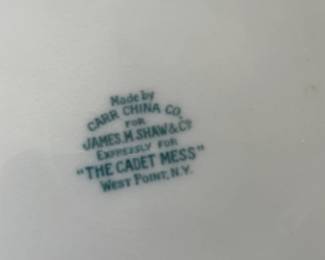 Made by
CARR CHINA CO.
FOR
JAMES. M. SHAW & Co
EXPRESSLY FOR
"THE CADET MESS"
WEST POINT, N.Y.